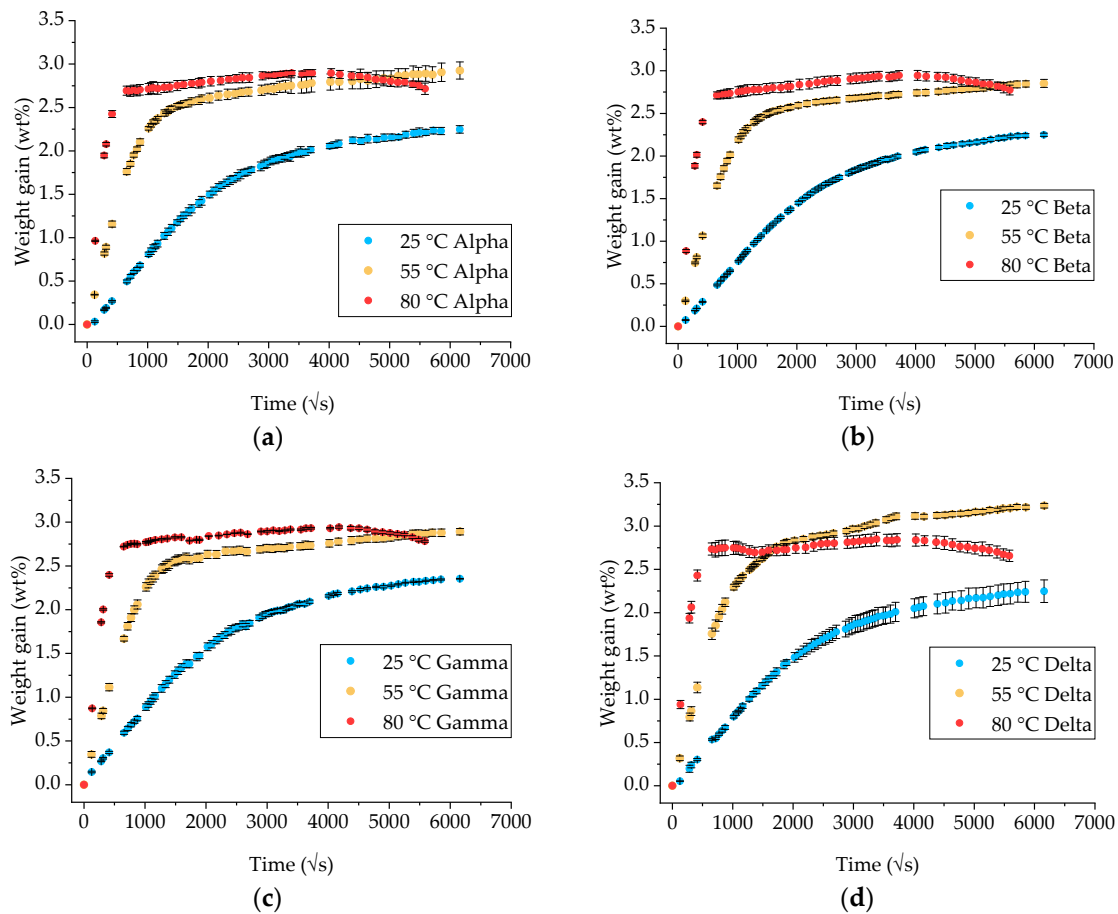 3.5
3.0
2.5
2.0
1.5
1.0
0.5
0.0
Weight gain (wt%)
25 °C Alpha
55 °C Alpha
80 °C Alpha
0 1000 2000 3000 4000 5000 6000 7000
Time (√s)
(a)
3.5
3.0
2.5
2.0
1.5
1.0
0.5
0.0
Weight gain (wt%)
25 °C Beta
55 °C Beta
80 °C Beta
0 1000 2000 3000 4000 5000 6000 7000
Time (√s)
(b)
3.5
3.0
2.5
2.0
1.5
1.0
0.5
0.0
Weight gain (wt%)
25 °C Gamma
55 °C Gamma
80 °C Gamma
0 1000 2000 3000 4000 5000 6000 7000
Time (√s)
(c)
3.5
3.0
2.5
2.0
1.5
1.0
0.5
0.0
Weight gain (wt%)
25 °C Delta
55 °C Delta
80 °C Delta
0 1000 2000 3000 4000 5000 6000 7000
Time (√s)
(d)